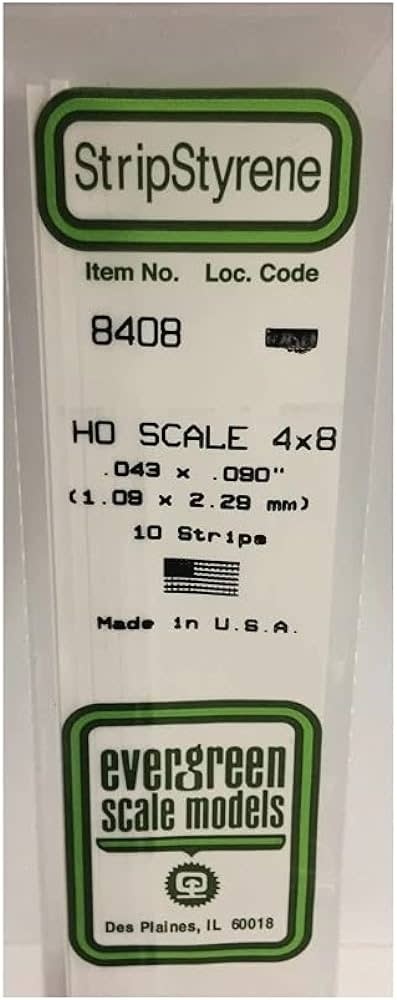 StripStyrene
Item No. Loc. Code
8408
HO SCALE 4x8
.043 x .090"
(1.09 x 2.29 mm)
10 Strips
Made in U.S.A.
evergreen
scale models
Des Plaines, IL 60018